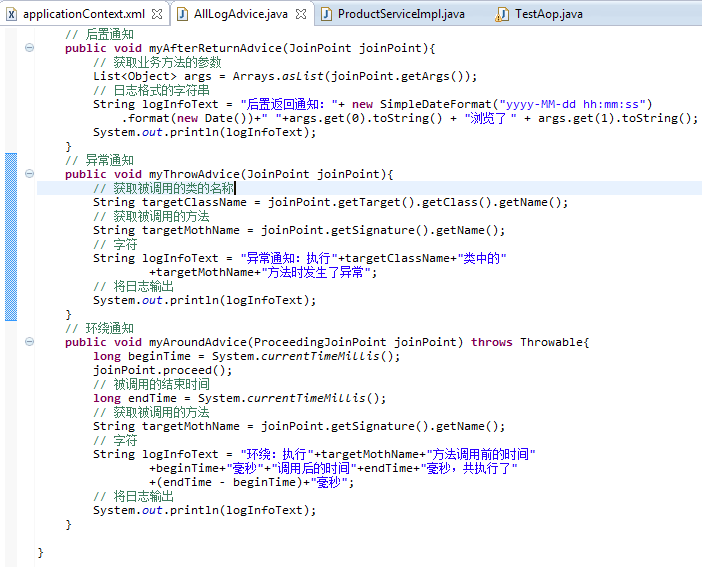 applicationContext.xml AllLogAdvice.java ProductServiceImpl.java TestAop.java
// 后置通知
public void myAfterReturnAdvice(JoinPoint joinPoint){
// 获取业务方法的参数
List<Object> args = Arrays.asList(joinPoint.getArgs());
// 日志格式的字符串
String logInfoText = "后置返回通知："+ new SimpleDateFormat("yyyy-MM-dd hh:mm:ss")
.format(new Date())+" "+args.get(0).toString() + "浏览了 " + args.get(1).toString();
System.out.println(logInfoText);
}
// 异常通知
public void myThrowAdvice(JoinPoint joinPoint){
// 获取被调用的类的名称
String targetClassName = joinPoint.getTarget().getClass().getName();
// 获取被调用的方法
String targetMothName = joinPoint.getSignature().getName();
// 字符
String logInfoText = "异常通知：执行"+targetClassName+"类中的"
+targetMothName+"方法时发生了异常";
// 将日志输出
System.out.println(logInfoText);
}
// 环绕通知
public void myAroundAdvice(ProceedingJoinPoint joinPoint) throws Throwable{
long beginTime = System.currentTimeMillis();
joinPoint.proceed();
// 被调用的结束时间
long endTime = System.currentTimeMillis();
// 获取被调用的方法
String targetMothName = joinPoint.getSignature().getName();
// 字符
String logInfoText = "环绕：执行"+targetMothName+"方法调用前的时间"
+beginTime+"毫秒"+"调用后的时间"+endTime+"毫秒，共执行了"
+(endTime - beginTime)+"毫秒";
// 将日志输出
System.out.println(logInfoText);
}
}